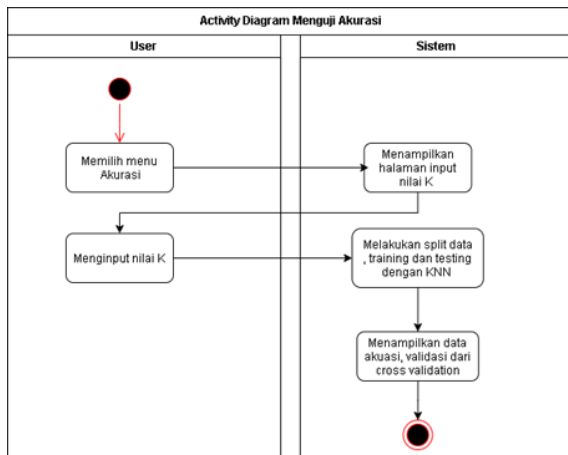 Activity Diagram Menguji Akurasi
User
Sistem
Memilih menu
Akurasi
Menampilkan
halaman input
nilai K
Menginput nilai K
Melakukan split data
, training dan testing
dengan KNN
Menampilkan data
akuasi, validasi dari
cross validation